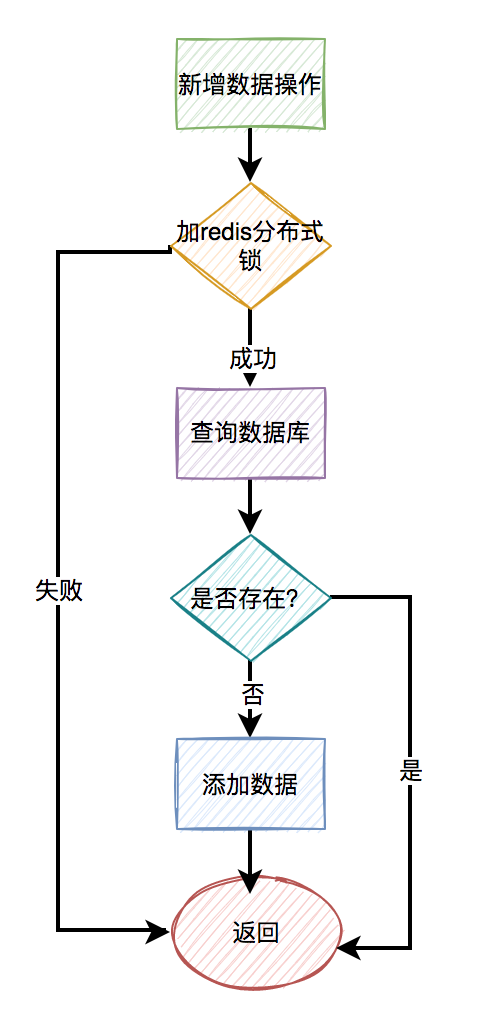 新增数据操作
加redis分布式
锁
成功
查询数据库
失败
是否存在?
否
是
添加数据
返回